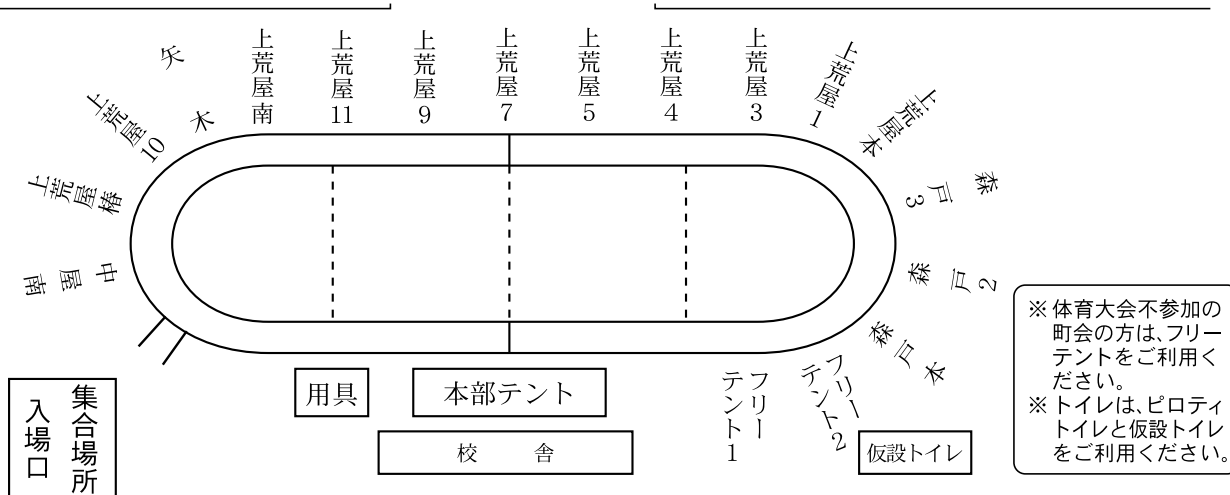 矢木
上荒屋南
上荒屋11
上荒屋9
上荒屋7
上荒屋5
上荒屋4
上荒屋3
上荒屋1
上荒屋本
森戸3
森戸2
森戸本
上荒屋10
上荒屋椿
中屋南
用具
本部テント
校舎
フリーテント1
フリーテント2
仮設トイレ
集合場所
入場口
※体育大会不参加の
町会の方は、フリー
テントをご利用く
ださい。
※トイレは、ピロティ
トイレと仮設トイレ
をご利用ください。